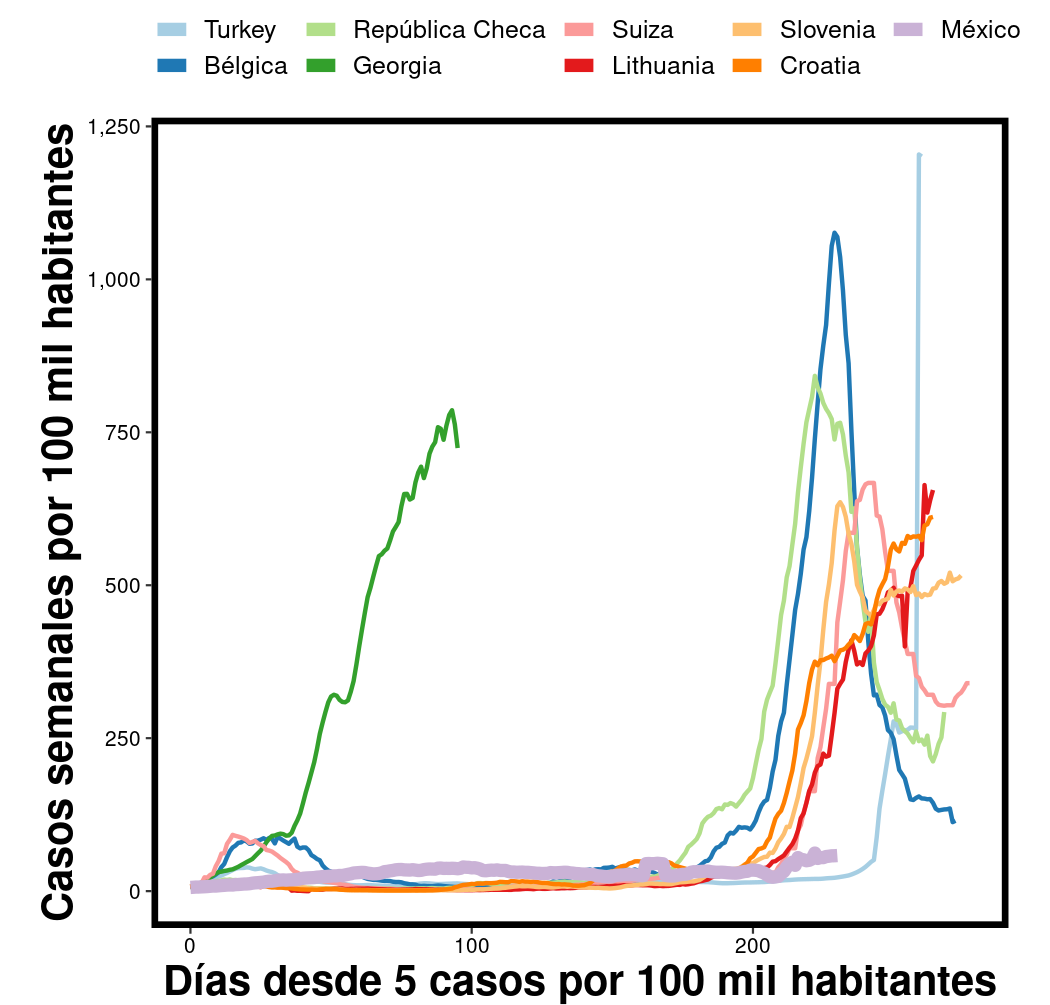 Turkey República Checa Suiza Slovenia México
Bélgica Georgia Lithuania Croatia
Casos semanales por 100 mil habitantes
1,250
1,000
750
500
250
0
0 100 200
Días desde 5 casos por 100 mil habitantes